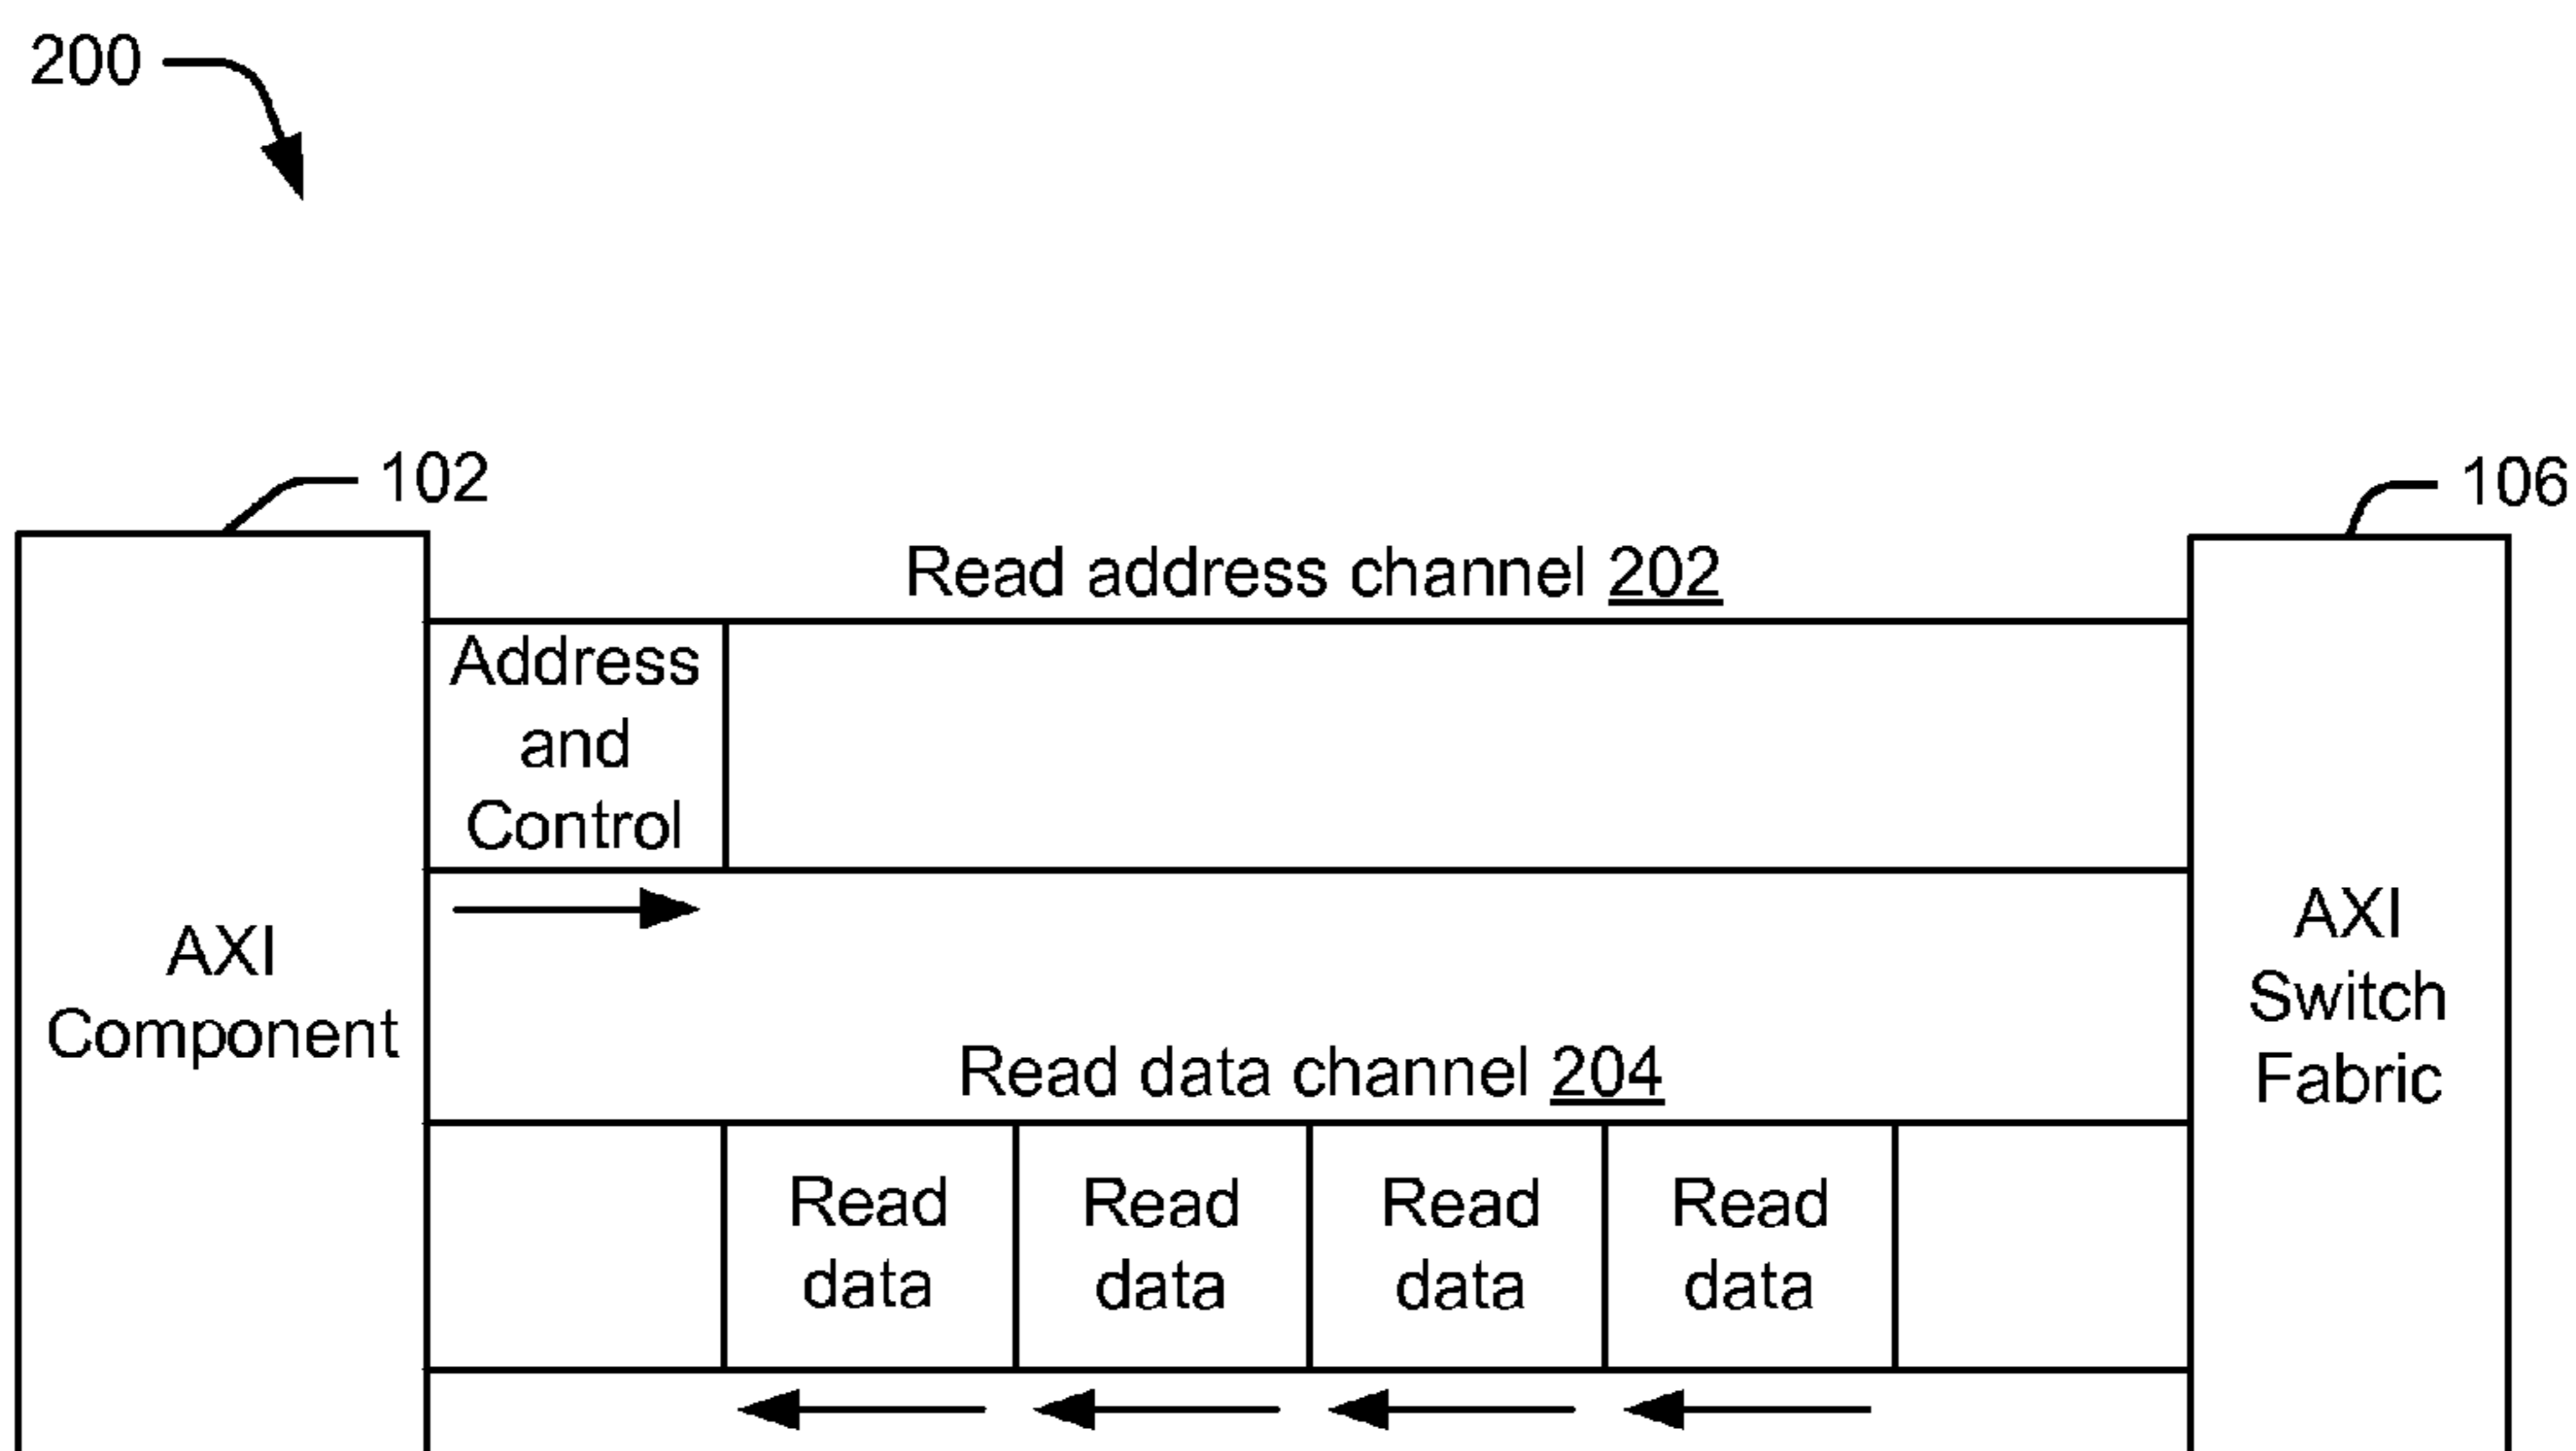 200
102
106
Read address channel 202
Address
and
Control
AXI
Component
AXI
Switch
Fabric
Read data channel 204
Read
data
Read
data
Read
data
Read
data